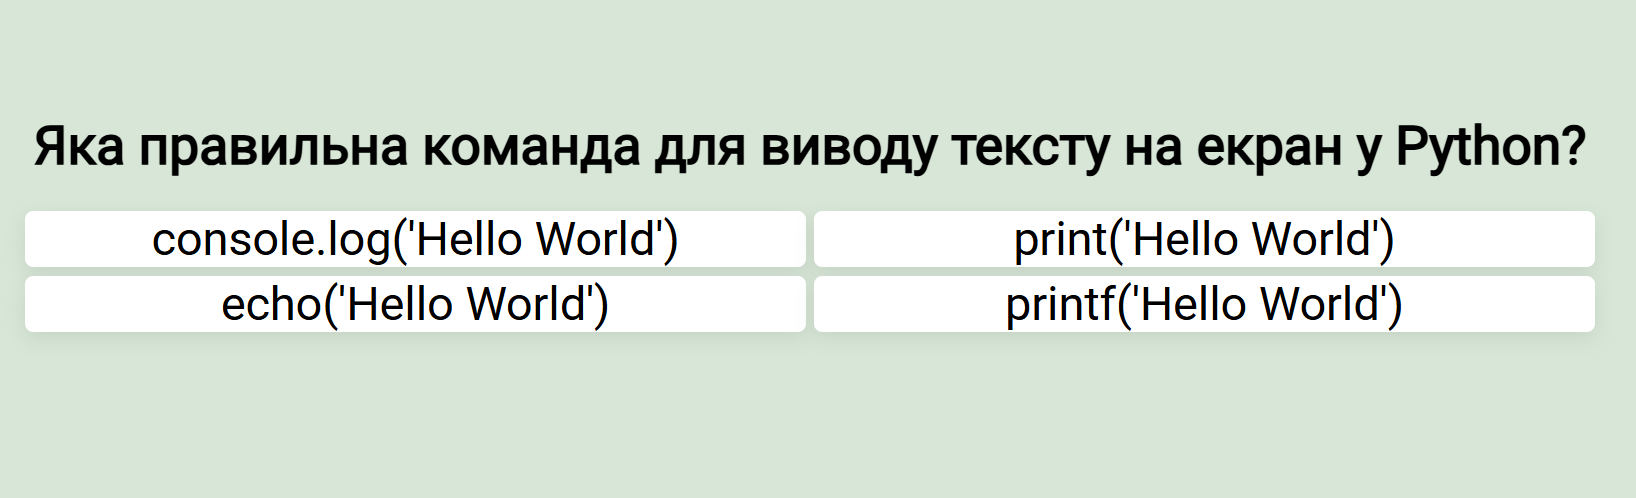 Яка правильна команда для виводу тексту на екран у Python?
console.log('Hello World')
print('Hello World')
echo('Hello World')
printf('Hello World')